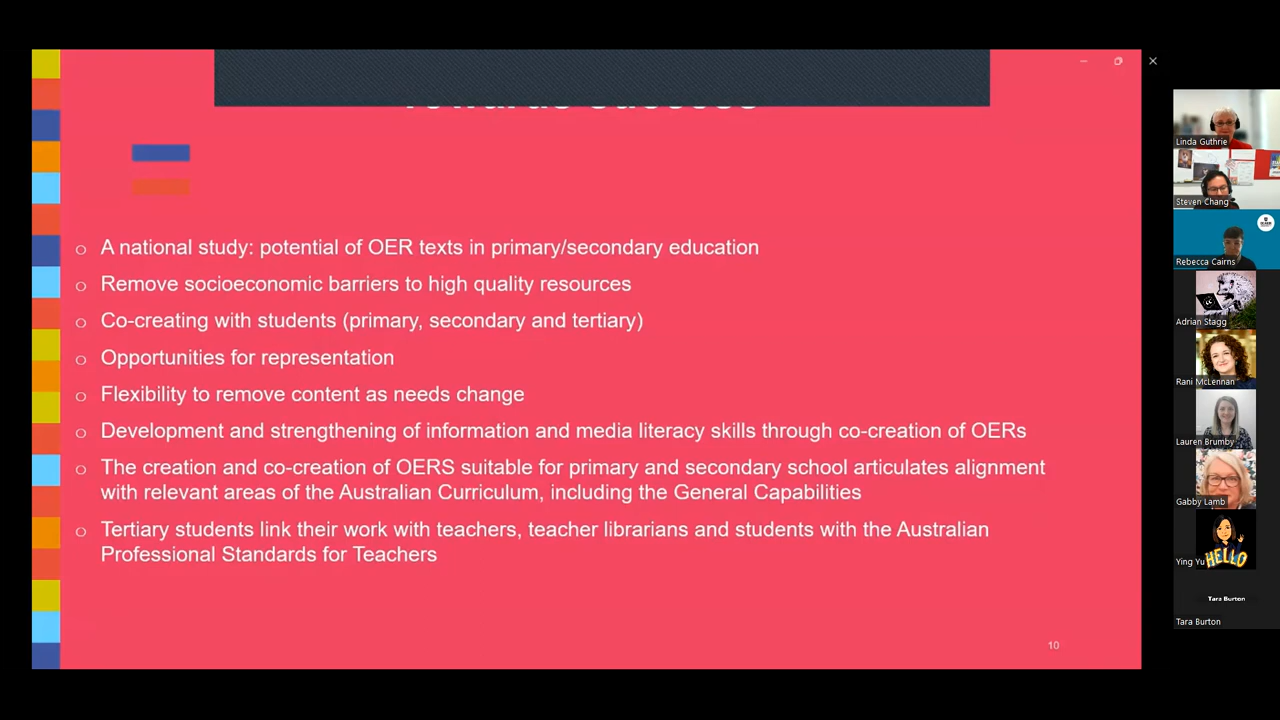 Towards Success
o A national study: potential of OER texts in primary/secondary education
o Remove socioeconomic barriers to high quality resources
o Co-creating with students (primary, secondary and tertiary)
o Opportunities for representation
o Flexibility to remove content as needs change
o Development and strengthening of information and media literacy skills through co-creation of OERs
o The creation and co-creation of OERS suitable for primary and secondary school articulates alignment
with relevant areas of the Australian Curriculum, including the General Capabilities
o Tertiary students link their work with teachers, teacher librarians and students with the Australian
Professional Standards for Teachers
10
Linda Guthrie
Steven Chang
Rebecca Cairns
Adrian Stagg
Rani McLennan
Lauren Brumby
Gabby Lamb
Ying Yu
HELLO
Tara Burton
Tara Burton